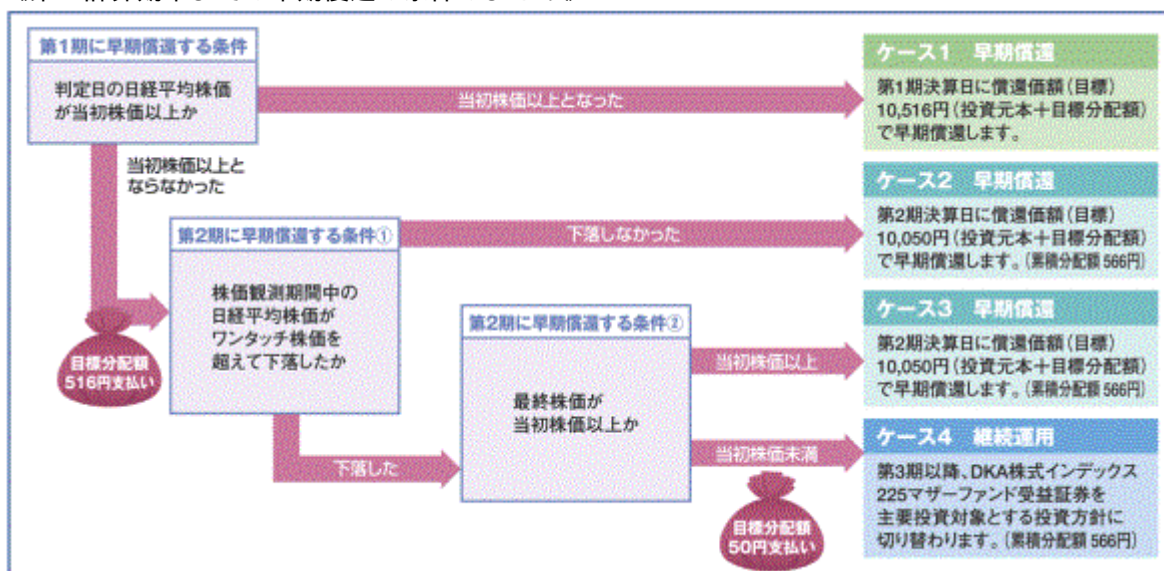 第1期に早期償還する条件
判定日の日経平均株価
が当初株価以上か
当初株価以上となった
ケース1 早期償還
第1期決算日に償還価額(目標)
10,516円(投資元本＋目標分配額)
で早期償還します。
当初株価以上と
ならなかった
目標分配額
516円支払い
第2期に早期償還する条件①
株価観測期間中の
日経平均株価が
ワンタッチ株価を
超えて下落したか
下落しなかった
ケース2 早期償還
第2期決算日に償還価額(目標)
10,050円(投資元本＋目標分配額)
で早期償還します。(累積分配額 566円)
下落した
第2期に早期償還する条件②
最終株価が
当初株価以上か
当初株価以上
ケース3 早期償還
第2期決算日に償還価額(目標)
10,050円(投資元本＋目標分配額)
で早期償還します。(累積分配額 566円)
当初株価未満
目標分配額
50円支払い
ケース4 継続運用
第3期以降、DKA株式インデックス
225マザーファンド受益証券を
主要投資対象とする投資方針に
切り替わります。(累積分配額 566円)